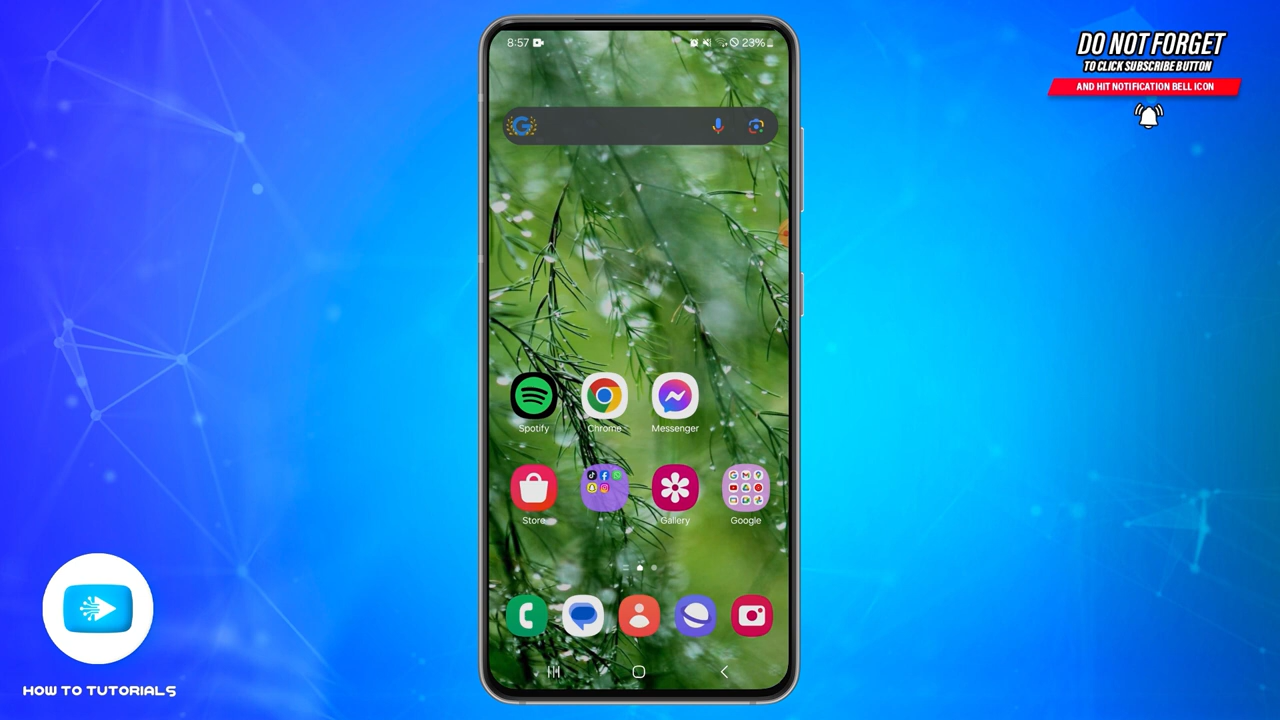 8:57
23%
DO NOT FORGET
TO CLICK SUBSCRIBE BUTTON
AND HIT NOTIFICATION BELL ICON
Spotify
Chrome
Messenger
Store
Gallery
Google
HOW TO TUTORIALS